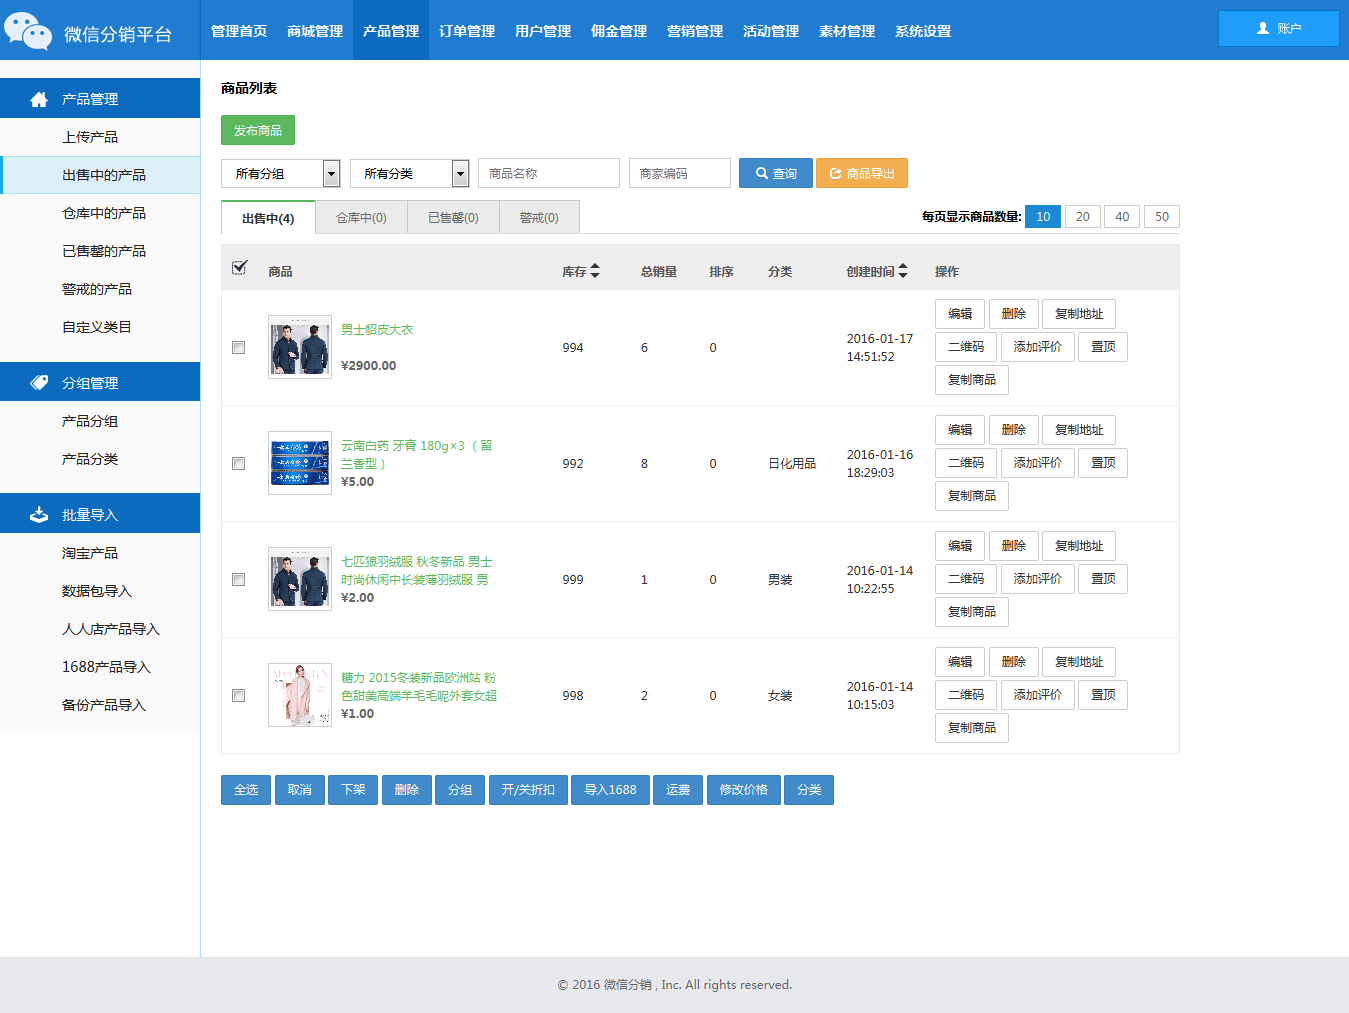 微信分销平台
管理首页 商城管理 产品管理 订单管理 用户管理 佣金管理 营销管理 活动管理 素材管理 系统设置
账户
产品管理
上传产品
出售中的产品
仓库中的产品
已售罄的产品
警戒的产品
自定义类目
分组管理
产品分组
产品分类
批量导入
淘宝产品
数据包导入
人人店产品导入
1688产品导入
备份产品导入
商品列表
发布商品
所有分组 所有分类 商品名称 商家编码 查询 商品导出
出售中(4) 仓库中(0) 已售罄(0) 警戒(0) 每页显示商品数量: 10 20 40 50
商品 库存 总销量 排序 分类 创建时间 操作
男士貂皮大衣
¥2900.00
994 6 0
2016-01-17
14:51:52
编辑 删除 复制地址
二维码 添加评价 置顶
复制商品
云南白药 牙膏 180g×3 （留
兰香型 ）
¥5.00
992 8 0 日化用品
2016-01-16
18:29:03
编辑 删除 复制地址
二维码 添加评价 置顶
复制商品
七匹狼羽绒服 秋冬新品 男士
时尚休闲中长装薄羽绒服 男
¥2.00
999 1 0 男装
2016-01-14
10:22:55
编辑 删除 复制地址
二维码 添加评价 置顶
复制商品
糖力 2015冬装新品欧洲站 粉
色甜美高端羊毛毛呢外套女超
¥1.00
998 2 0 女装
2016-01-14
10:15:03
编辑 删除 复制地址
二维码 添加评价 置顶
复制商品
全选 取消 下架 删除 分组 开/关折扣 导入1688 运费 修改价格 分类
© 2016 微信分销 , Inc. All rights reserved.